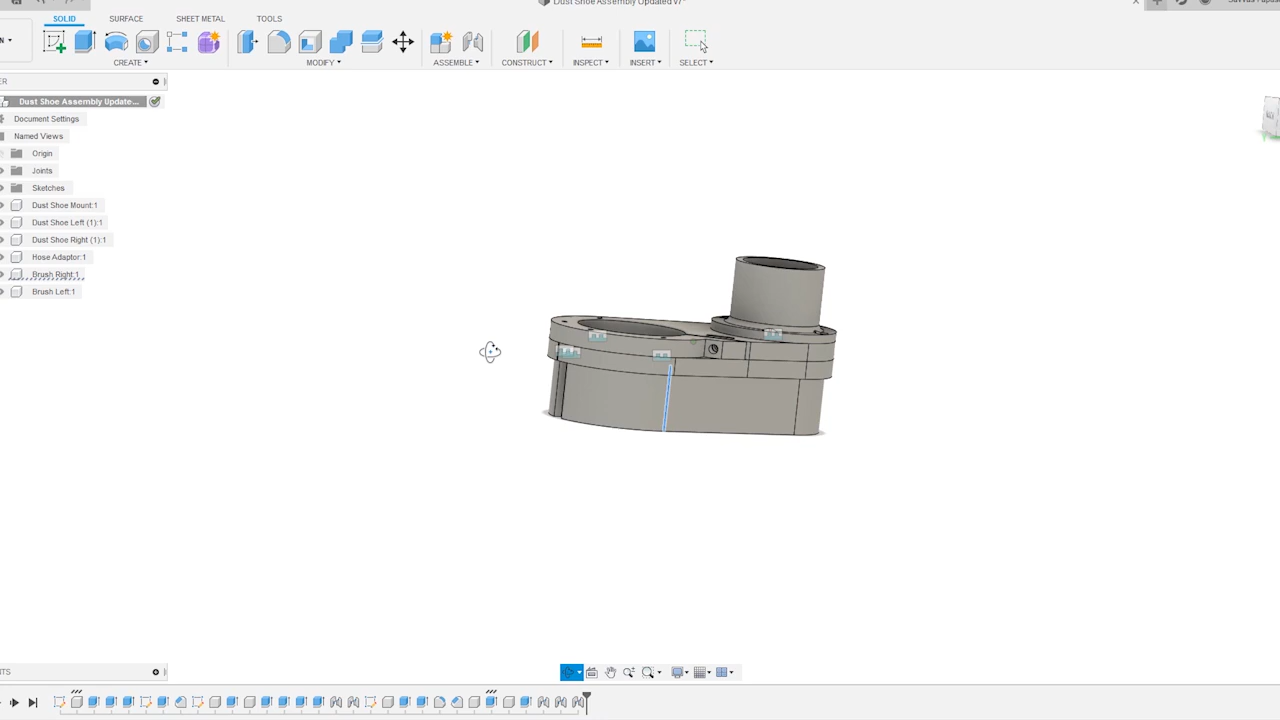 Dust Shoe Assembly Updated v7*
SOLID SURFACE SHEET METAL TOOLS
CREATE MODIFY ASSEMBLE CONSTRUCT INSPECT INSERT SELECT
Dust Shoe Assembly Update...
Document Settings
Named Views
Origin
Joints
Sketches
Dust Shoe Mount:1
Dust Shoe Left (1):1
Dust Shoe Right (1):1
Hose Adaptor:1
Brush Right:1
Brush Left:1